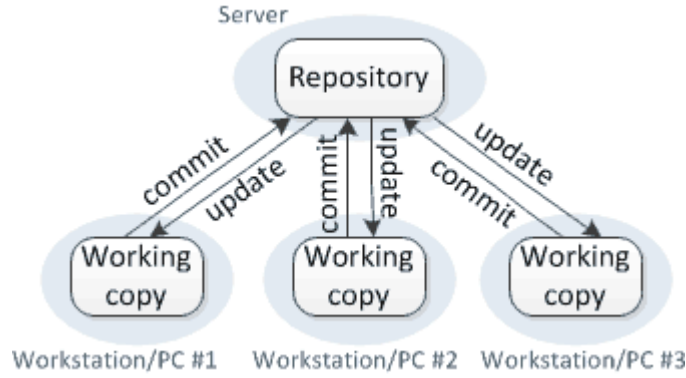 Server
Repository
commit
update
commit
update
update
commit
Working
copy
Working
copy
Working
copy
Workstation/PC #1
Workstation/PC #2
Workstation/PC #3